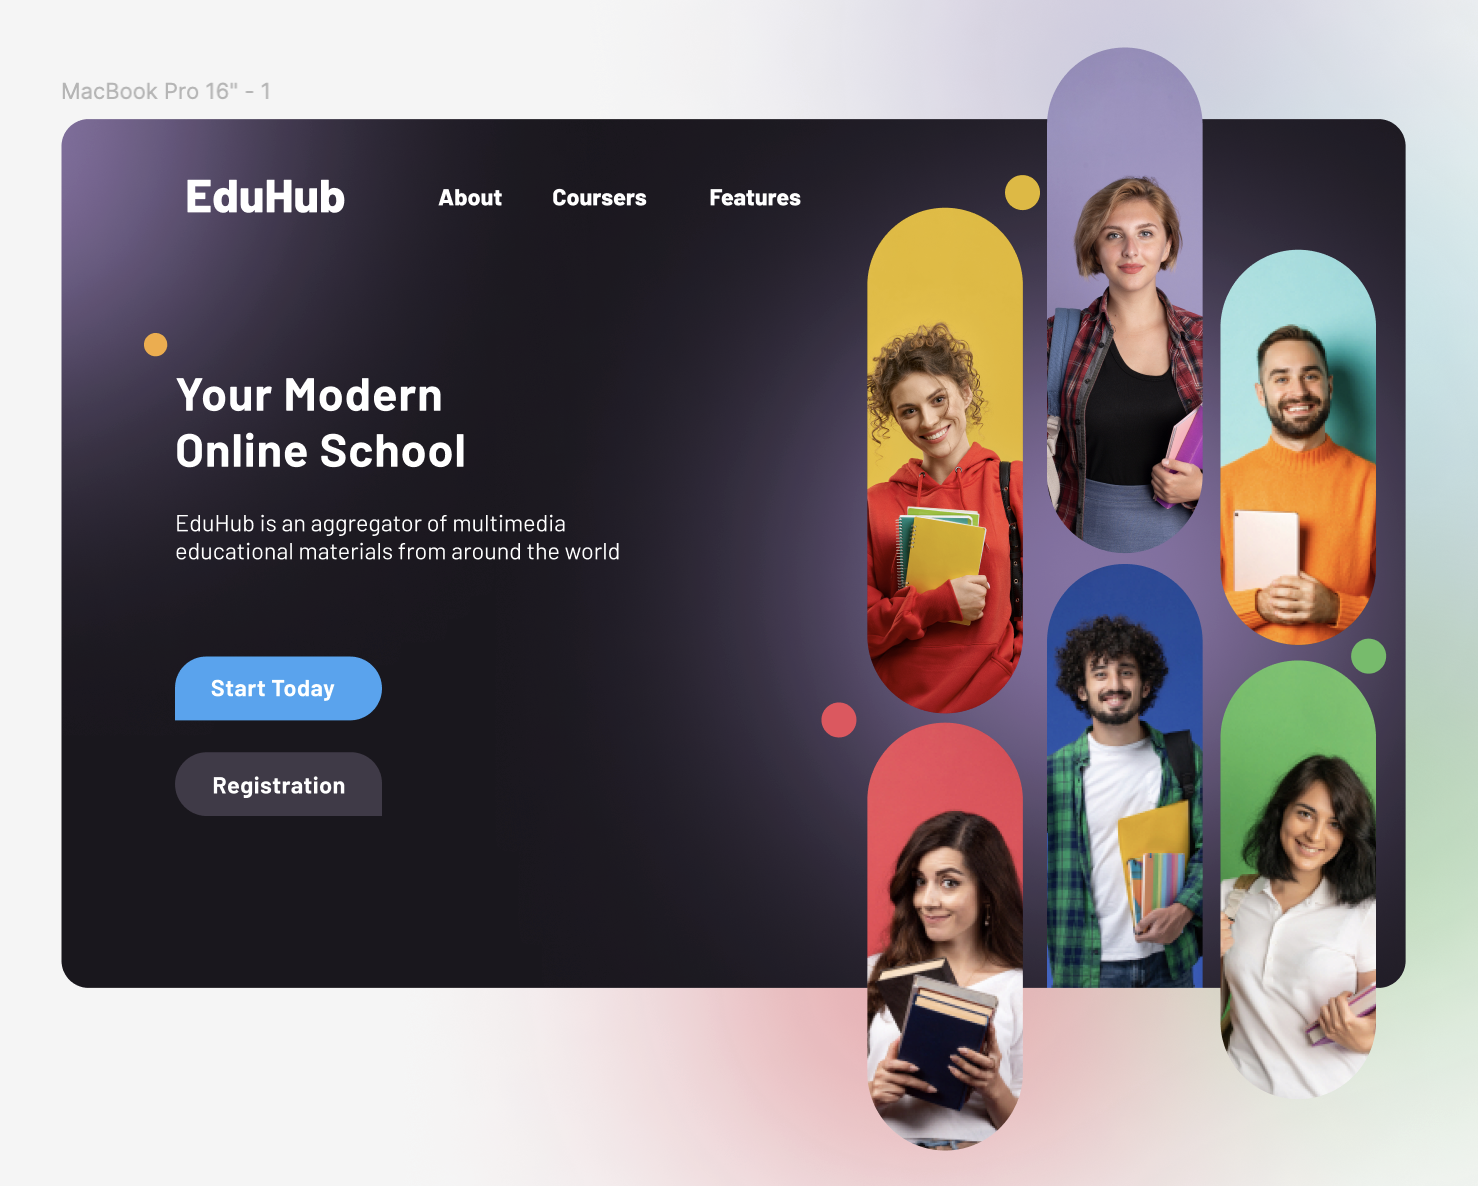 MacBook Pro 16" - 1
EduHub
About
Coursers
Features
Your Modern
Online School
EduHub is an aggregator of multimedia
educational materials from around the world
Start Today
Registration